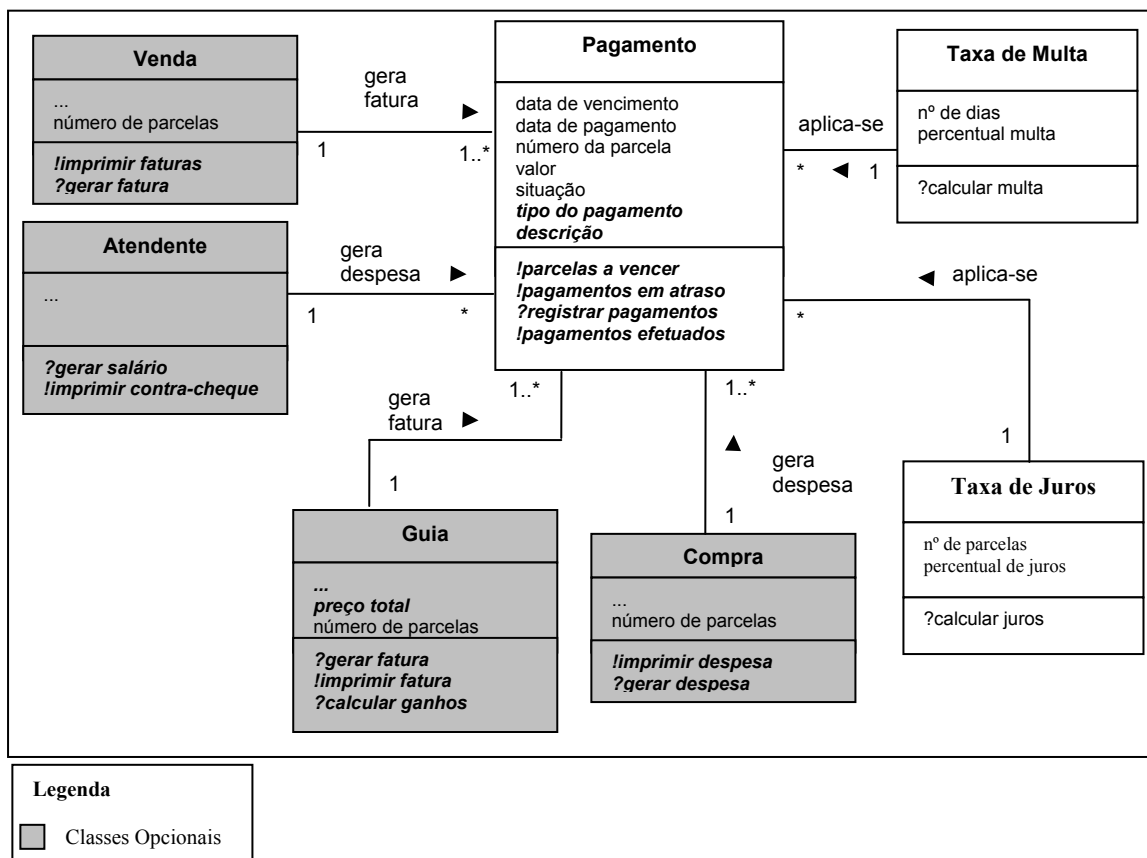 Venda
...
número de parcelas
!imprimir faturas
?gerar fatura
gera
fatura
1
1..*
Pagamento
data de vencimento
data de pagamento
número da parcela
valor
situação
tipo do pagamento
descrição
!parcelas a vencer
!pagamentos em atraso
?registrar pagamentos
!pagamentos efetuados
aplica-se
*
1
Taxa de Multa
nº de dias
percentual multa
?calcular multa
Atendente
...
?gerar salário
!imprimir contra-cheque
gera
despesa
1
*
aplica-se
*
1
gera
fatura
1..*
1
1..*
gera
despesa
1
Taxa de Juros
nº de parcelas
percentual de juros
?calcular juros
Guia
...
preço total
número de parcelas
?gerar fatura
!imprimir fatura
?calcular ganhos
Compra
...
número de parcelas
!imprimir despesa
?gerar despesa
Legenda
Classes Opcionais